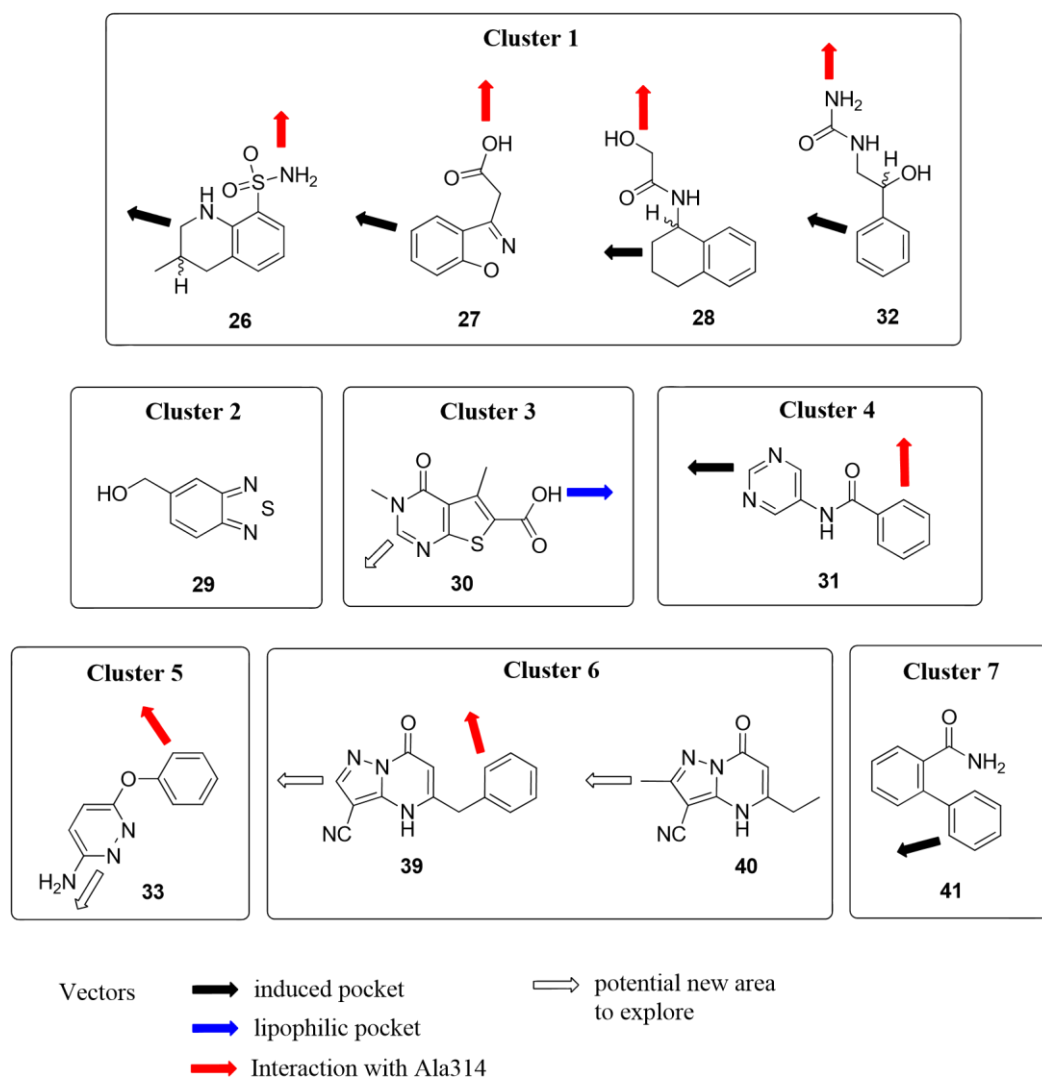 Cluster 1
NH2
O
N
H
OH
HO
O
H
OH
O
O
S
NH2
O
O
N
H
NH
H
N
O
H
26
27
28
32
Cluster 2
Cluster 3
Cluster 4
HO
N
S
N
O
N
N
S
OH
O
N
N
O
N
H
29
30
31
Cluster 5
Cluster 6
Cluster 7
O
N
N
H2N
O
N
N
NC
N
H
O
N
N
NC
N
H
O
NH2
33
39
40
41
Vectors
induced pocket
potential new area
to explore
lipophilic pocket
Interaction with Ala314